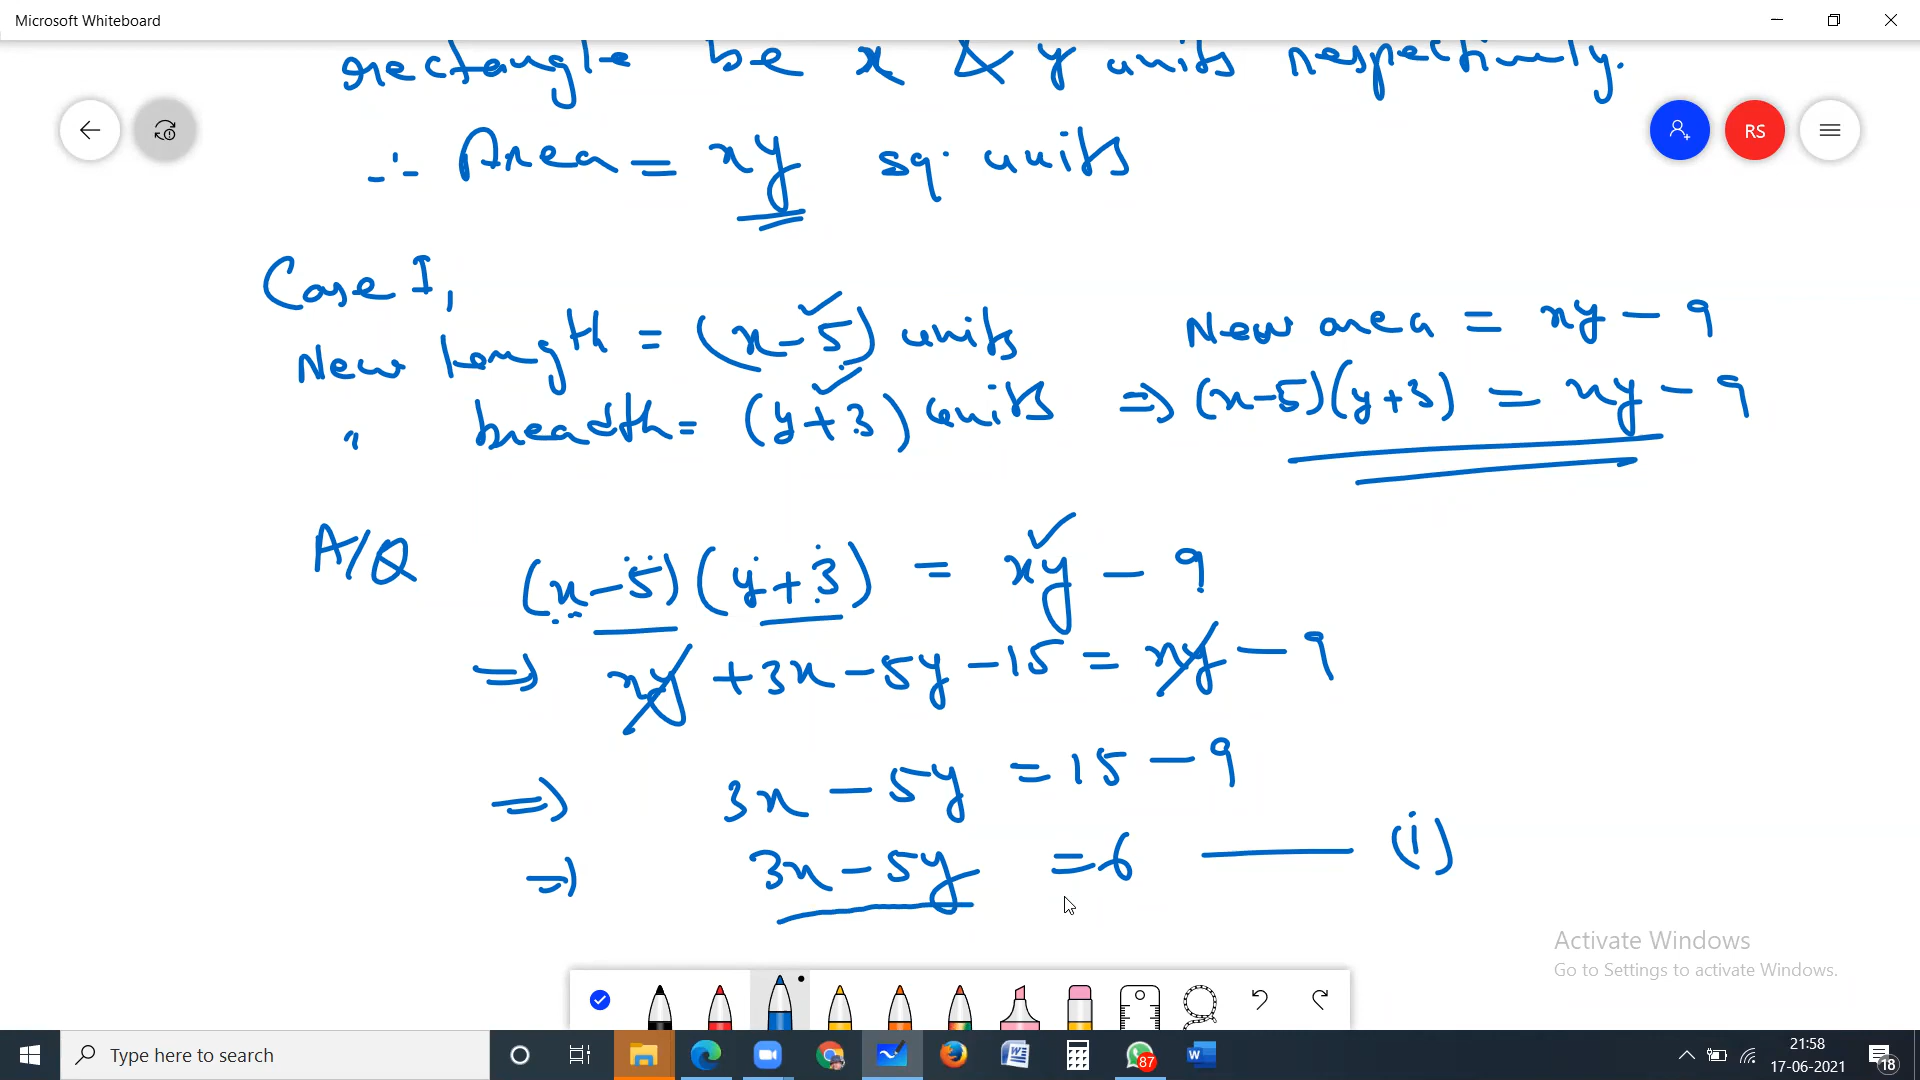 Microsoft Whiteboard
rectangle be x & y units respectively.
∴ Area = xy sq. units
RS
Case I,
New length = (x-5) units
New area = xy - 9
" breadth = (y+3) units
⇒ (x-5)(y+3) = xy - 9
A/Q (x-5)(y+3) = xy - 9
⇒ xy + 3x - 5y - 15 = xy - 9
⇒ 3x - 5y = 15 - 9
⇒ 3x - 5y = 6 —— (i)
Activate Windows
Go to Settings to activate Windows.
Type here to search
87
21:58
17-06-2021
18